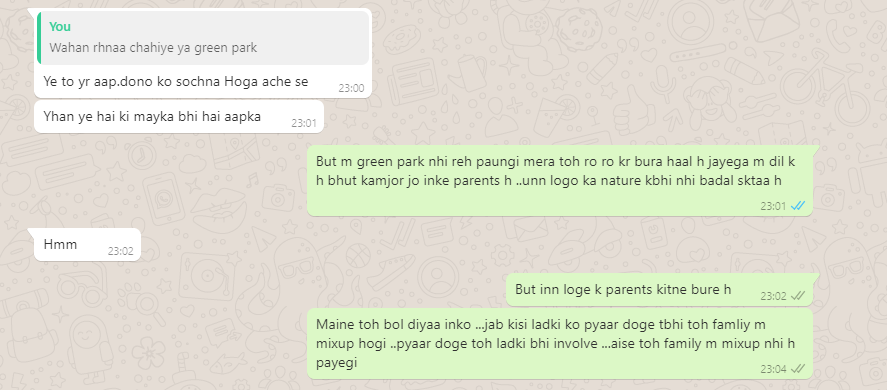 You
Wahan rhnaa chahiye ya green park
Ye to yr aap.dono ko sochna Hoga ache se
23:00
Yhan ye hai ki mayka bhi hai aapka
23:01
But m green park nhi reh paungi mera toh ro ro kr bura haal h jayega m dil k
h bhut kamjor jo inke parents h ..unn logo ka nature kbhi nhi badal sktaa h
23:01
Hmm
23:02
But inn loge k parents kitne bure h
23:02
Maine toh bol diyaa inko ...jab kisi ladki ko pyaar doge tbhi toh famliy m
mixup hogi ..pyaar doge toh ladki bhi involve ...aise toh family m mixup nhi h
payegi
23:04